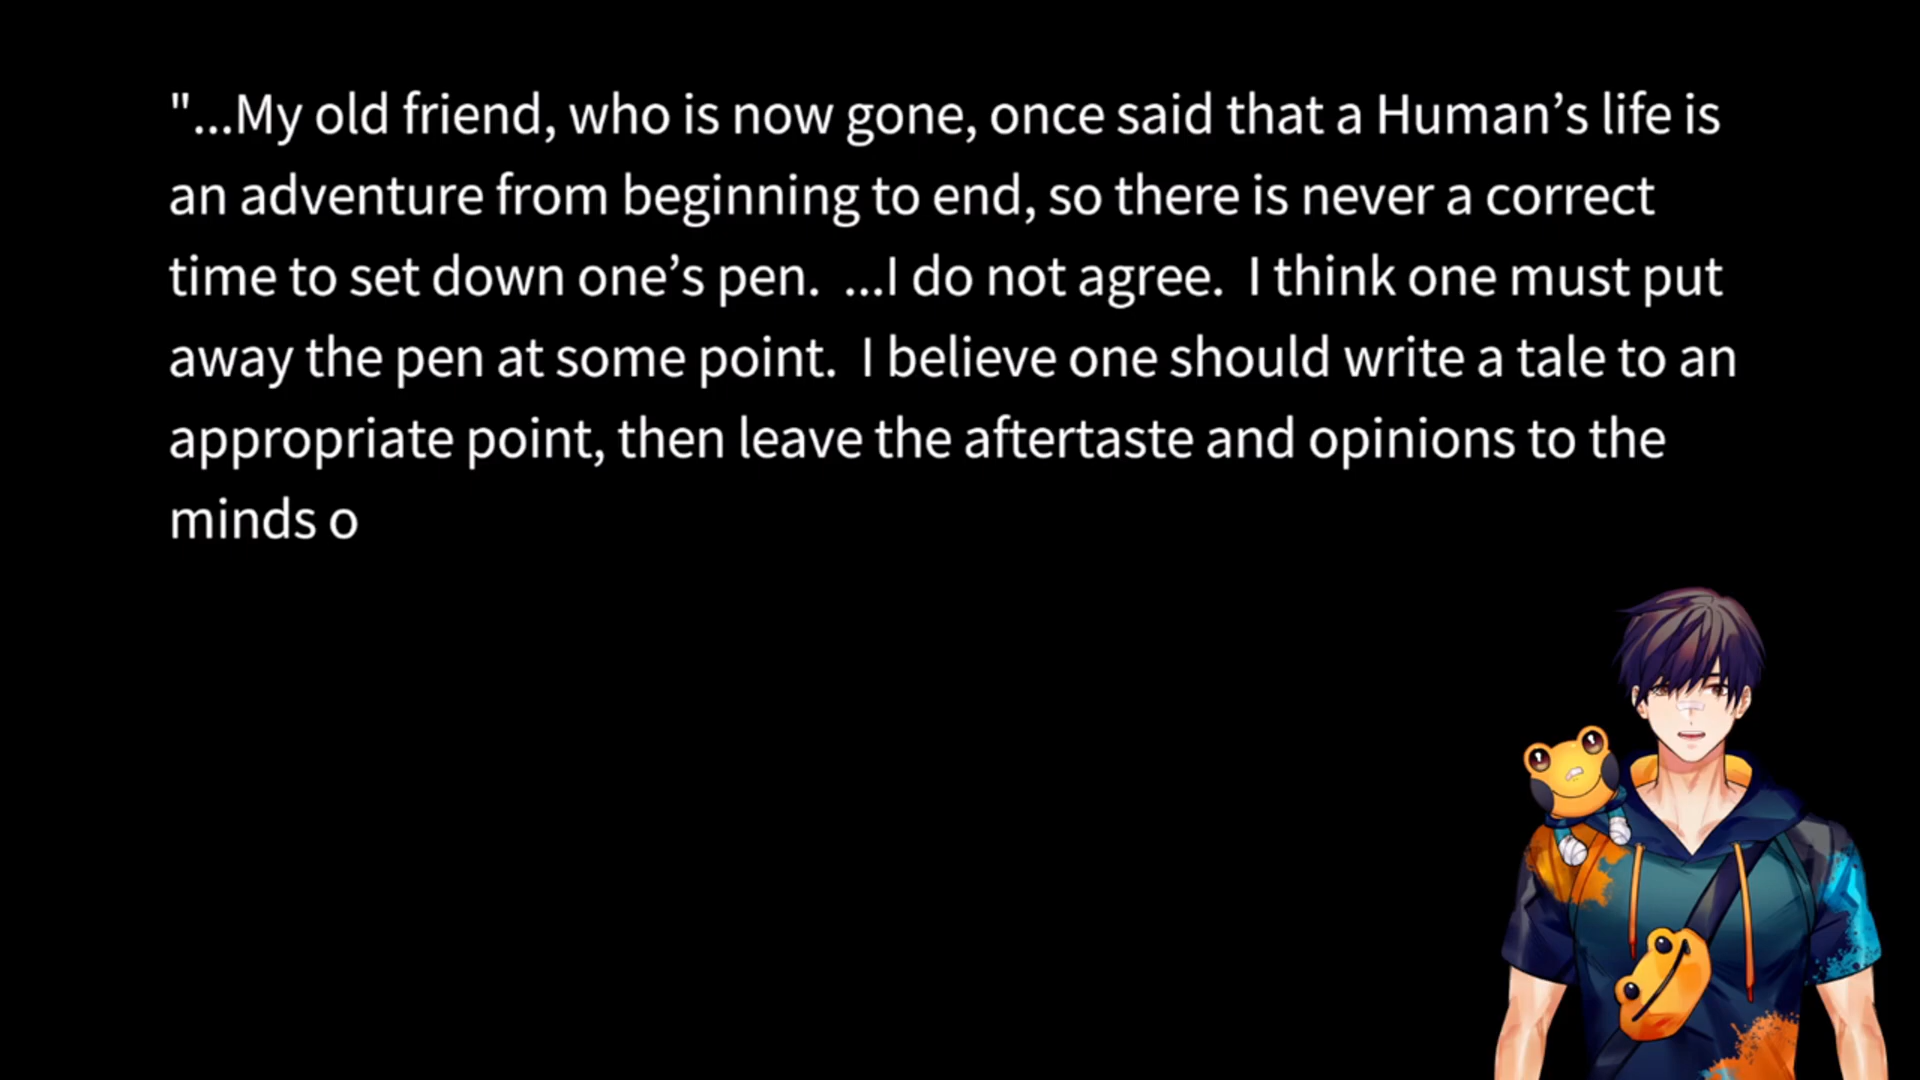 "...My old friend, who is now gone, once said that a Human’s life is
an adventure from beginning to end, so there is never a correct
time to set down one’s pen.  ...I do not agree.  I think one must put
away the pen at some point.  I believe one should write a tale to an
appropriate point, then leave the aftertaste and opinions to the
minds o